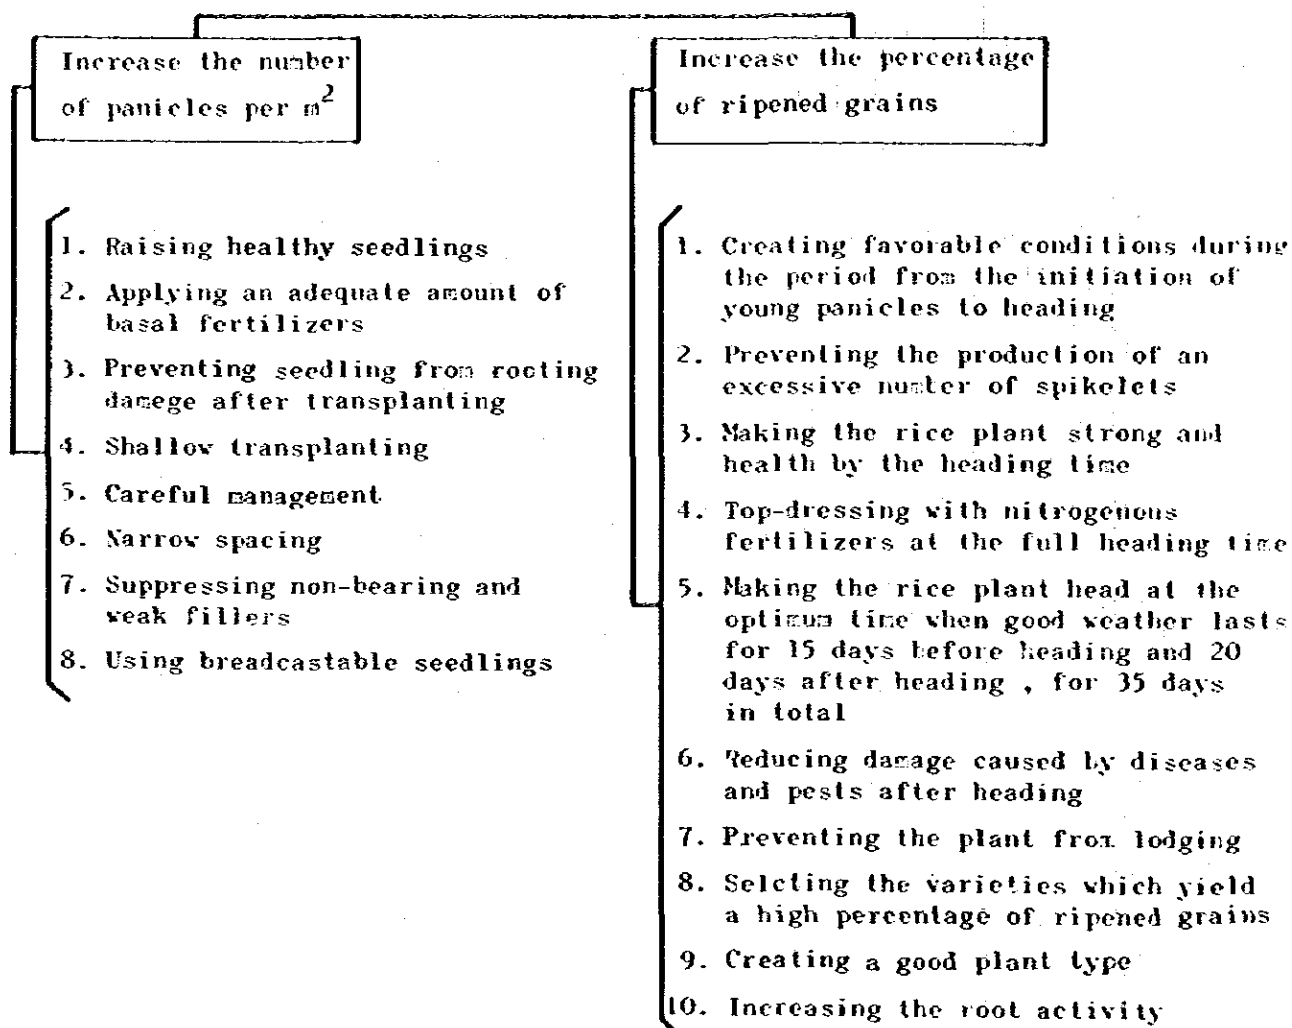 Increase the number
of panicles per m²
1. Raising healthy seedlings
2. Applying an adequate amount of
basal fertilizers
3. Preventing seedling from rooting
damege after transplanting
4. Shallow transplanting
5. Careful management
6. Narrow spacing
7. Suppressing non-bearing and
weak fillers
8. Using breadcastable seedlings
Increase the percentage
of ripened grains
1. Creating favorable conditions during
the period from the initiation of
young panicles to heading
2. Preventing the production of an
excessive number of spikelets
3. Making the rice plant strong and
health by the heading time
4. Top-dressing with nitrogenous
fertilizers at the full heading time
5. Making the rice plant head at the
optimum time when good weather lasts
for 15 days before heading and 20
days after heading , for 35 days
in total
6. Reducing damage caused by diseases
and pests after heading
7. Preventing the plant from lodging
8. Selcting the varieties which yield
a high percentage of ripened grains
9. Creating a good plant type
10. Increasing the root activity